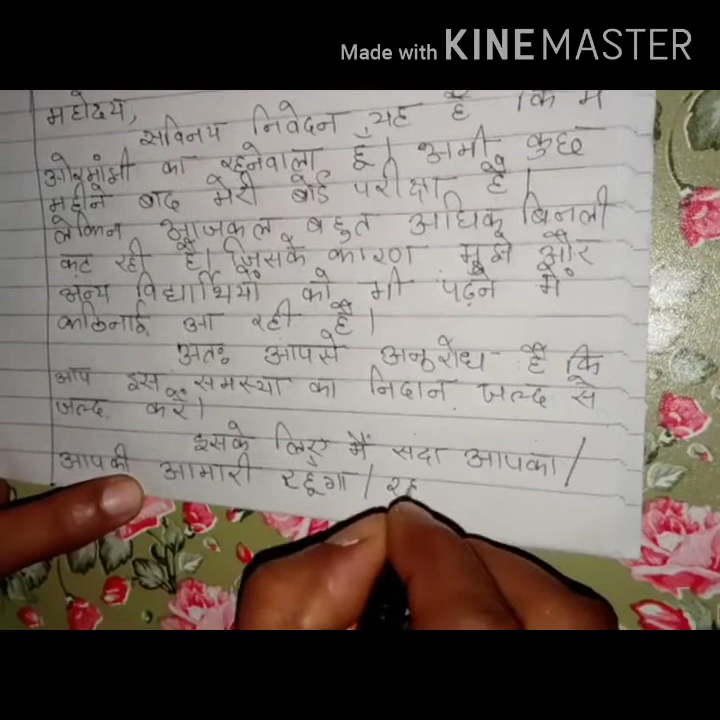 Made with KINEMASTER
महोदय,
सविनय निवेदन यह है कि मैं
ओरमांझी का रहनेवाला हूँ। अभी कुछ
महीने बाद मेरी बोर्ड परीक्षा है।
लेकिन आजकल बहुत अधिक बिजली
कट रही है। जिसके कारण मुझे और
अन्य विद्यार्थियों को भी पढ़ने में
कठिनाई आ रही है।
अतः आपसे अनुरोध है कि
आप इस समस्या का निदान जल्द से
जल्द करें।
इसके लिए मैं सदा आपका/
आपकी आभारी रहूँगा/रह